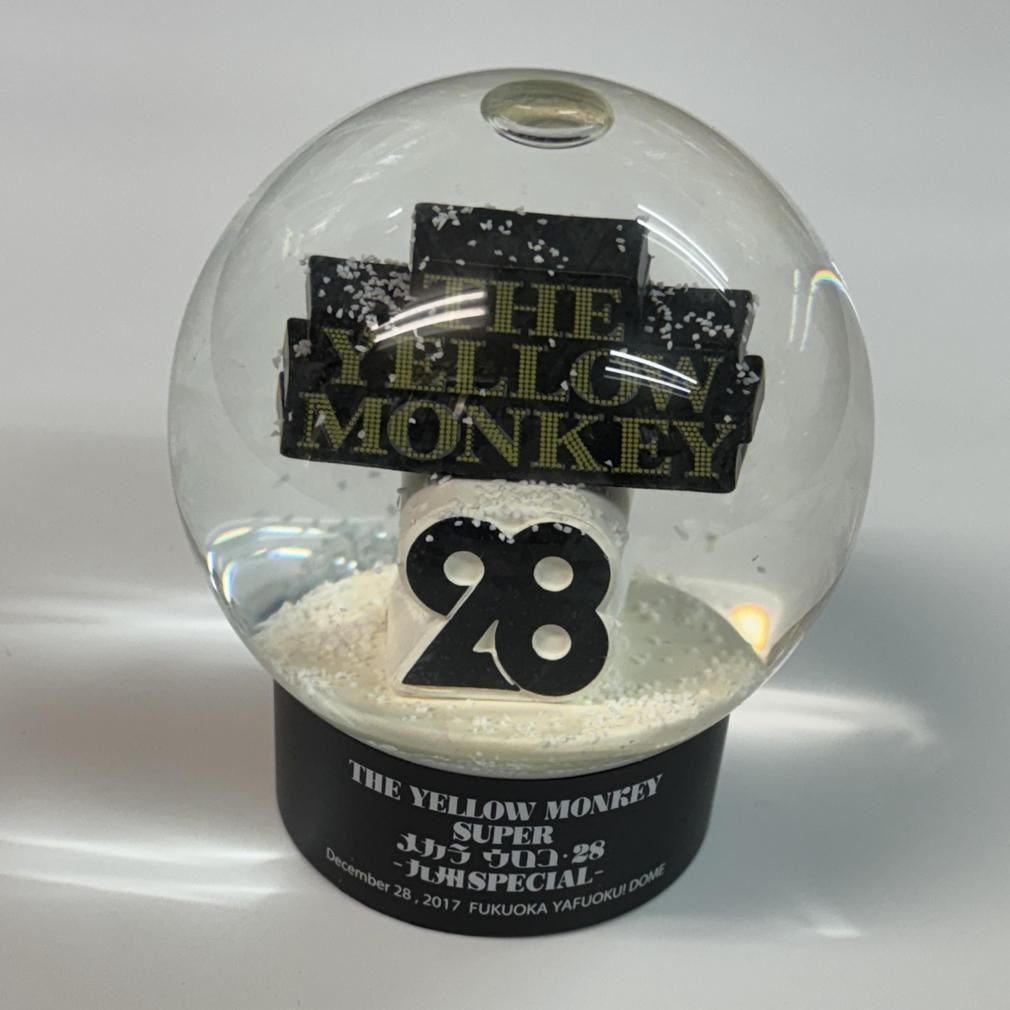 THE
YELLOW
MONKEY
28
THE YELLOW MONKEY
SUPER
メカラ ウロコ・28
-九州SPECIAL-
December 28, 2017 FUKUOKA YAFUOKU! DOME